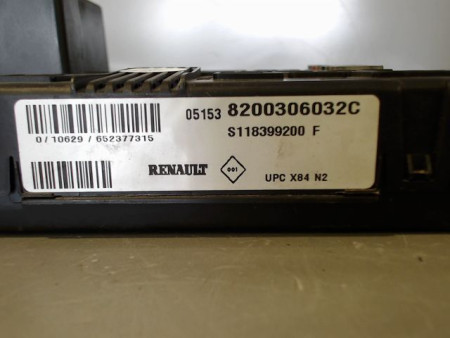 05153 8200306032C
S118399200 F
0/10629/652377315
RENAULT
UPC X84 N2